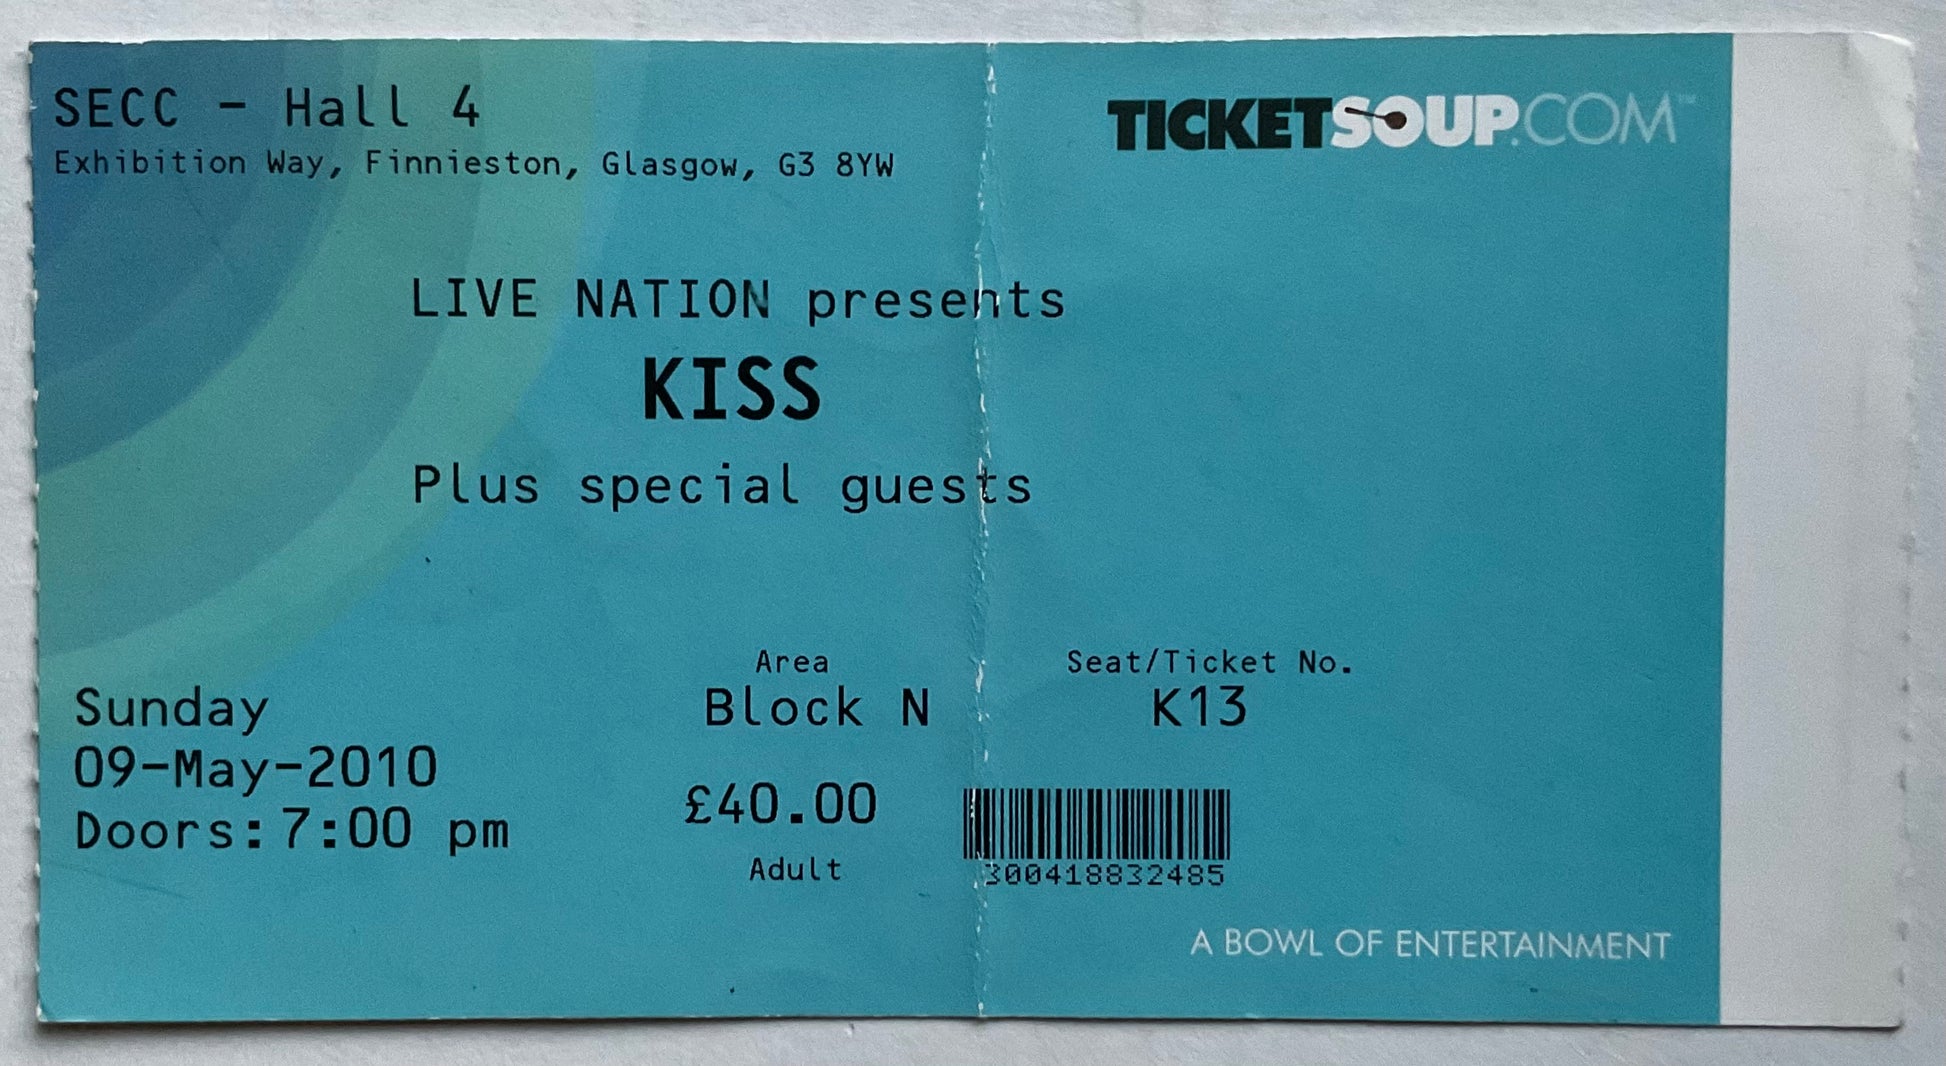 SECC - Hall 4
Exhibition Way, Finnieston, Glasgow, G3 8YW
TICKETSOUP.COM™
LIVE NATION presents
KISS
Plus special guests
Sunday
09-May-2010
Doors:7:00 pm
Area
Block N
£40.00
Adult
Seat/Ticket No.
K13
300418832485
A BOWL OF ENTERTAINMENT